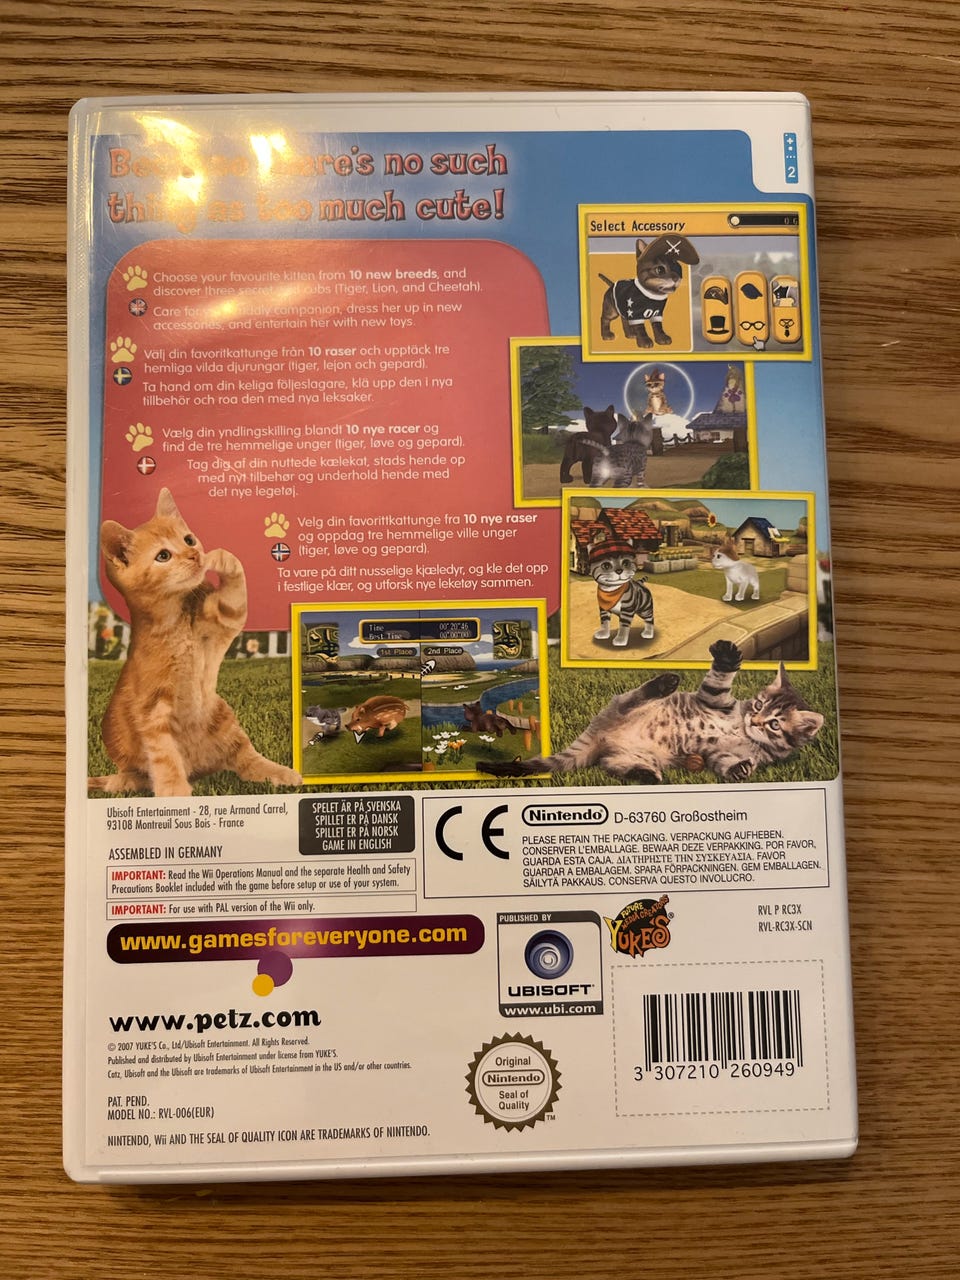 Because there's no such
thing as too much cute!
2
Select Accessory
Choose your favourite kitten from 10 new breeds, and
discover three secret wild cubs (Tiger, Lion, and Cheetah).
Care for your cuddly companion, dress her up in new
accessories, and entertain her with new toys.
Välj din favoritkattunge från 10 raser och upptäck tre
hemliga vilda djurungar (tiger, lejon och gepard).
Ta hand om din keliga följeslagare, klä upp den i nya
tillbehör och roa den med nya leksaker.
Vælg din yndlingskilling blandt 10 nye racer og
find de tre hemmelige unger (tiger, løve og gepard).
Tag dig af din nuttede kælekat, stads hende op
med nyt tilbehør og underhold hende med
det nye legetøj.
Velg din favorittkattunge fra 10 nye raser
og oppdag tre hemmelige ville unger
(tiger, løve og gepard).
Ta vare på ditt nusselige kjæledyr, og kle det opp
i festlige klær, og utforsk nye leketøy sammen.
Time 00'20"46
Best Time 00'00"00
1st Place 2nd Place
Ubisoft Entertainment - 28, rue Armand Carrel,
93108 Montreuil Sous Bois - France
SPELET ÄR PÅ SVENSKA
SPILLET ER PÅ DANSK
SPILLET ER PÅ NORSK
GAME IN ENGLISH
ASSEMBLED IN GERMANY
IMPORTANT: Read the Wii Operations Manual and the separate Health and Safety
Precautions Booklet included with the game before setup or use of your system.
IMPORTANT: For use with PAL version of the Wii only.
CE
Nintendo D-63760 Großostheim
PLEASE RETAIN THE PACKAGING. VERPACKUNG AUFHEBEN.
CONSERVER L'EMBALLAGE. BEWAAR DEZE VERPAKKING. POR FAVOR,
GUARDA ESTA CAJA. ΔΙΑΤΗΡΗΣΤΕ ΤΗΝ ΣΥΣΚΕΥΑΣΙΑ. FAVOR
GUARDAR A EMBALAGEM. SPARA FÖRPACKNINGEN. GEM EMBALLAGEN.
SÄILYTÄ PAKKAUS. CONSERVA QUESTO INVOLUCRO.
www.gamesforeveryone.com
PUBLISHED BY
UBISOFT
www.ubi.com
FUTURE
MEDIA CREATORS
YUKE'S
RVL P RC3X
RVL-RC3X-SCN
www.petz.com
© 2007 YUKE'S Co., Ltd/Ubisoft Entertainment. All Rights Reserved.
Published and distributed by Ubisoft Entertainment under license from YUKE'S.
Catz, Ubisoft and the Ubisoft logo are trademarks of Ubisoft Entertainment in the US and/or other countries.
Original
Nintendo
Seal of
Quality
TM
3 307210 260949
PAT. PEND.
MODEL NO.: RVL-006(EUR)
NINTENDO, Wii AND THE SEAL OF QUALITY ICON ARE TRADEMARKS OF NINTENDO.